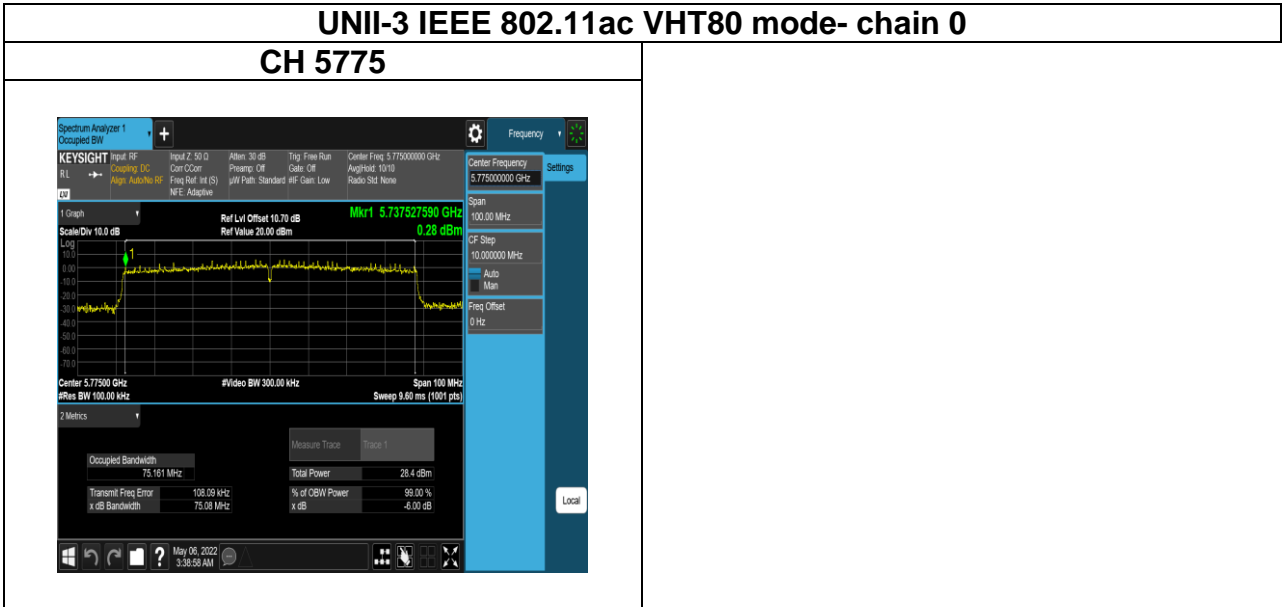 UNII-3 IEEE 802.11ac VHT80 mode- chain 0
CH 5775
Spectrum Analyzer 1
Occupied BW
Frequency
KEYSIGHT
RL
LXI
Input: RF
Coupling: DC
Align: Auto/No RF
Input Z: 50 Ω
Corr CCorr
Freq Ref: Int (S)
NFE: Adaptive
Atten: 30 dB
Preamp: Off
µW Path: Standard
Trig: Free Run
Gate: Off
#IF Gain: Low
Center Freq: 5.775000000 GHz
Avg|Hold: 10/10
Radio Std: None
Center Frequency
5.775000000 GHz
Settings
Span
100.00 MHz
CF Step
10.000000 MHz
Auto
Man
Freq Offset
0 Hz
Local
1 Graph
Scale/Div 10.0 dB
Ref Lvl Offset 10.70 dB
Ref Value 20.00 dBm
Mkr1 5.737527590 GHz
0.28 dBm
Log
10.0
0.00
-10.0
-20.0
-30.0
-40.0
-50.0
-60.0
-70.0
1
Center 5.77500 GHz
#Video BW 300.00 kHz
Span 100 MHz
#Res BW 100.00 kHz
Sweep 9.60 ms (1001 pts)
2 Metrics
Measure Trace
Trace 1
Occupied Bandwidth
75.161 MHz
Total Power 28.4 dBm
Transmit Freq Error 108.09 kHz
% of OBW Power 99.00 %
x dB Bandwidth 75.08 MHz
x dB -6.00 dB
May 06, 2022
3:38:58 AM